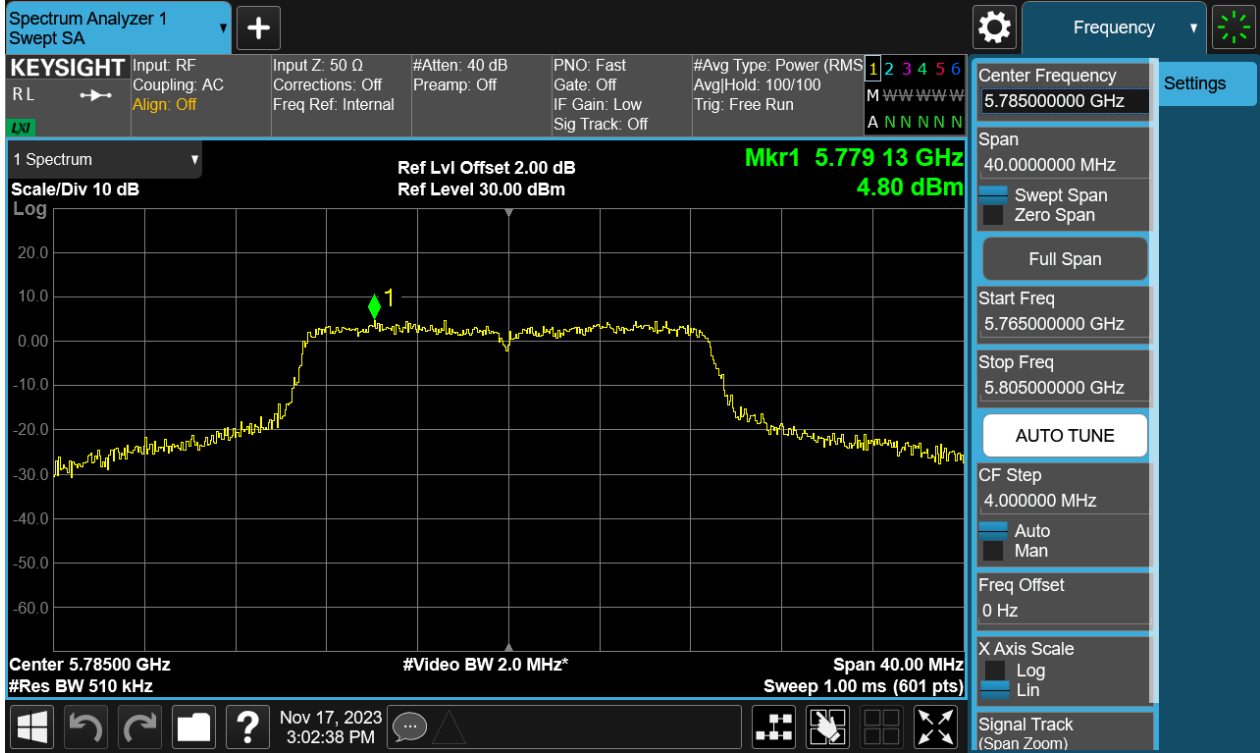 Spectrum Analyzer 1
Swept SA
Frequency
KEYSIGHT
RL
LXI
Input: RF
Coupling: AC
Align: Off
Input Z: 50 Ω
Corrections: Off
Freq Ref: Internal
#Atten: 40 dB
Preamp: Off
PNO: Fast
Gate: Off
IF Gain: Low
Sig Track: Off
#Avg Type: Power (RMS
Avg|Hold: 100/100
Trig: Free Run
1 2 3 4 5 6
M W W W W W
A N N N N N
1 Spectrum
Scale/Div 10 dB
Log
Ref Lvl Offset 2.00 dB
Ref Level 30.00 dBm
Mkr1 5.779 13 GHz
4.80 dBm
1
20.0
10.0
0.00
-10.0
-20.0
-30.0
-40.0
-50.0
-60.0
Center 5.78500 GHz
#Res BW 510 kHz
#Video BW 2.0 MHz*
Span 40.00 MHz
Sweep 1.00 ms (601 pts)
Center Frequency
5.785000000 GHz
Span
40.0000000 MHz
Swept Span
Zero Span
Full Span
Start Freq
5.765000000 GHz
Stop Freq
5.805000000 GHz
AUTO TUNE
CF Step
4.000000 MHz
Auto
Man
Freq Offset
0 Hz
X Axis Scale
Log
Lin
Signal Track
(Span Zoom)
Settings
?
Nov 17, 2023
3:02:38 PM